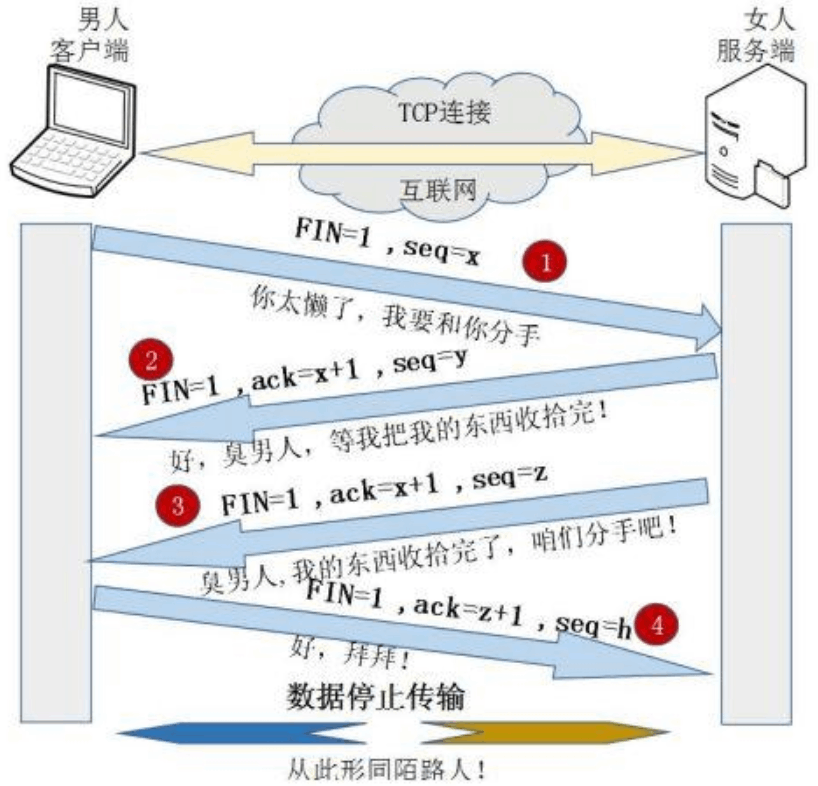 男人
客户端
女人
服务端
TCP连接
互联网
FIN=1 ,seq=x
1
你太懒了, 我要和你分手
2
FIN=1 ,ack=x+1 ,seq=y
好, 臭男人, 等我把我的东西收拾完!
3
FIN=1 ,ack=x+1 ,seq=z
臭男人,我的东西收拾完了, 咱们分手吧!
FIN=1 ,ack=z+1 ,seq=h
4
好, 拜拜!
数据停止传输
从此形同陌路人!